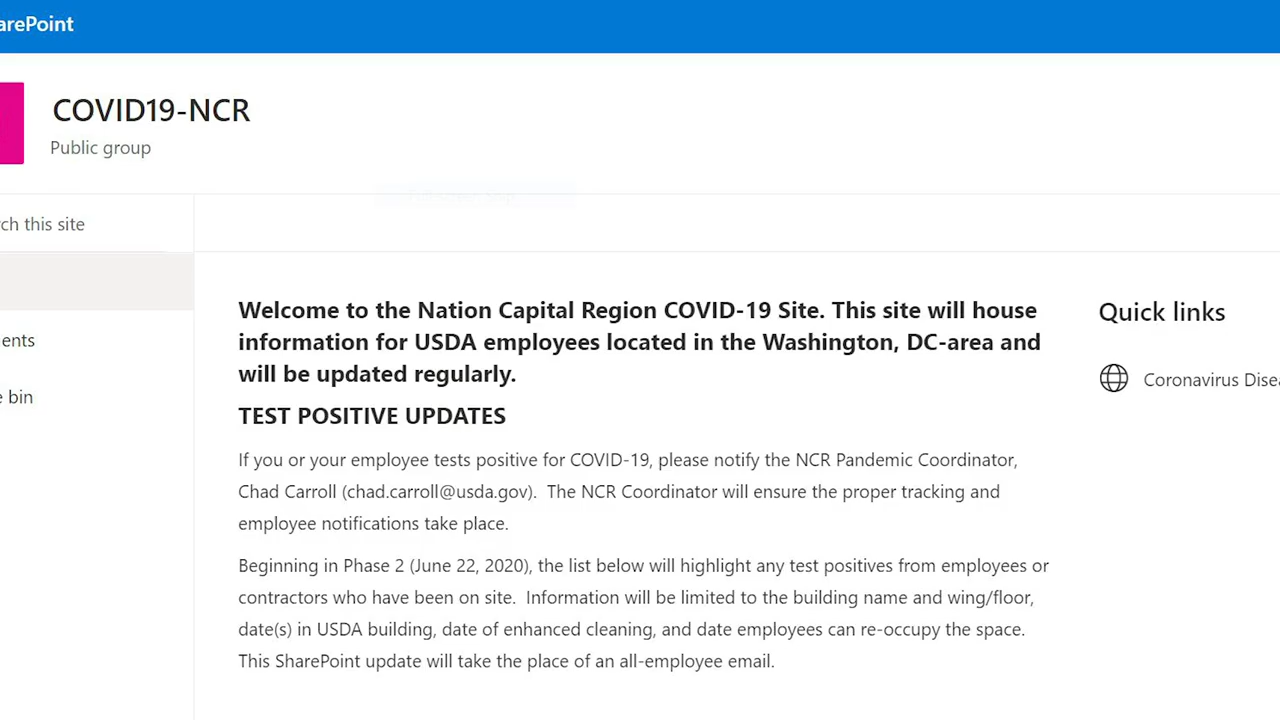 arePoint
COVID19-NCR
Public group
ch this site
ents
bin
Welcome to the Nation Capital Region COVID-19 Site. This site will house
information for USDA employees located in the Washington, DC-area and
will be updated regularly.
TEST POSITIVE UPDATES
If you or your employee tests positive for COVID-19, please notify the NCR Pandemic Coordinator,
Chad Carroll (chad.carroll@usda.gov).  The NCR Coordinator will ensure the proper tracking and
employee notifications take place.
Beginning in Phase 2 (June 22, 2020), the list below will highlight any test positives from employees or
contractors who have been on site.  Information will be limited to the building name and wing/floor,
date(s) in USDA building, date of enhanced cleaning, and date employees can re-occupy the space.
This SharePoint update will take the place of an all-employee email.
Quick links
Coronavirus Dise